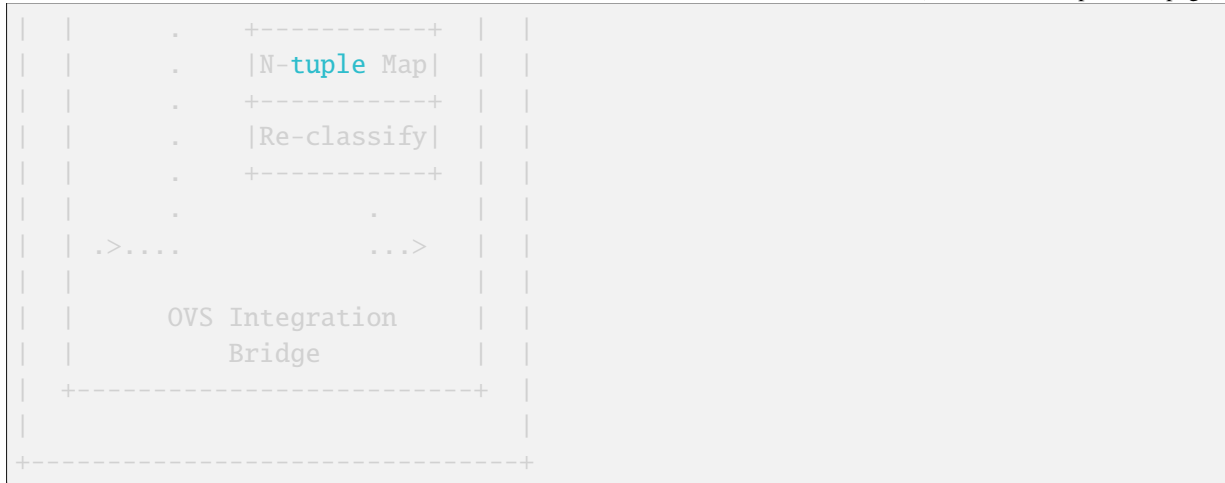 |  |      .    +-----------+  |  |
|  |      .    |N-tuple Map|  |  |
|  |      .    +-----------+  |  |
|  |      .    |Re-classify|  |  |
|  |      .    +-----------+  |  |
|  |      .            .      |  |
|  | .>....            ...>   |  |
|  |                          |  |
|  |      OVS Integration     |  |
|  |          Bridge          |  |
|  +--------------------------+  |
|                                |
+--------------------------------+